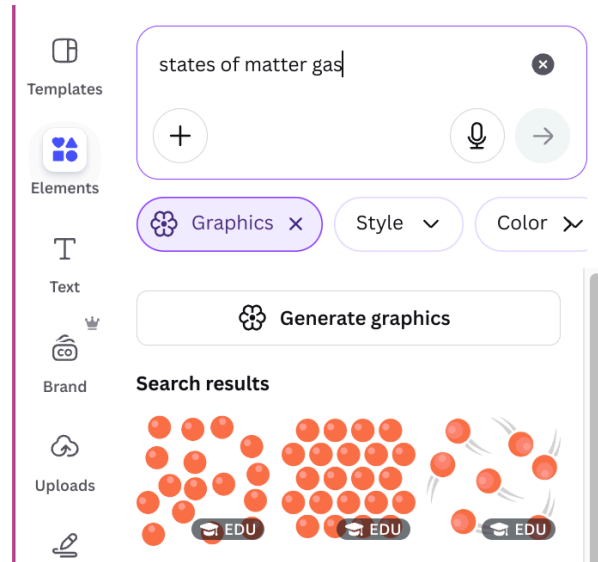 states of matter gas
Templates
Elements
Graphics
Style
Color
Text
Generate graphics
CO
Brand
Search results
Uploads
EDU
EDU
EDU